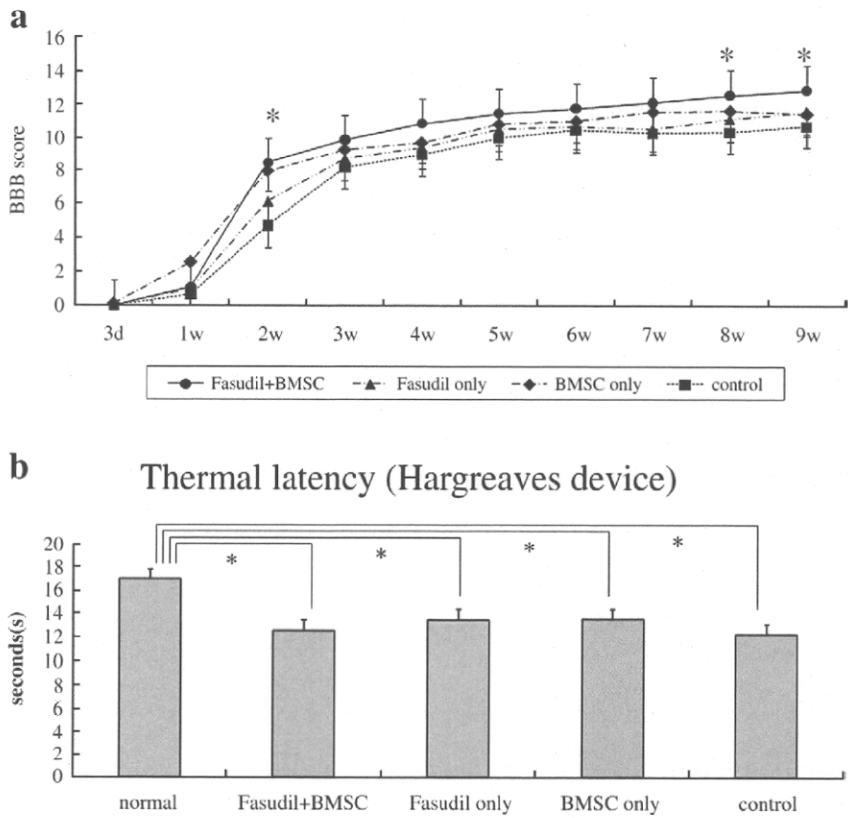 a
16
14
12
10
8
6
4
2
0
BBB score
* * *
3d 1w 2w 3w 4w 5w 6w 7w 8w 9w
Fasudil+BMSC Fasudil only BMSC only control
b
Thermal latency (Hargreaves device)
20
18
16
14
12
10
8
6
4
2
0
seconds(s)
* * * *
normal Fasudil+BMSC Fasudil only BMSC only control